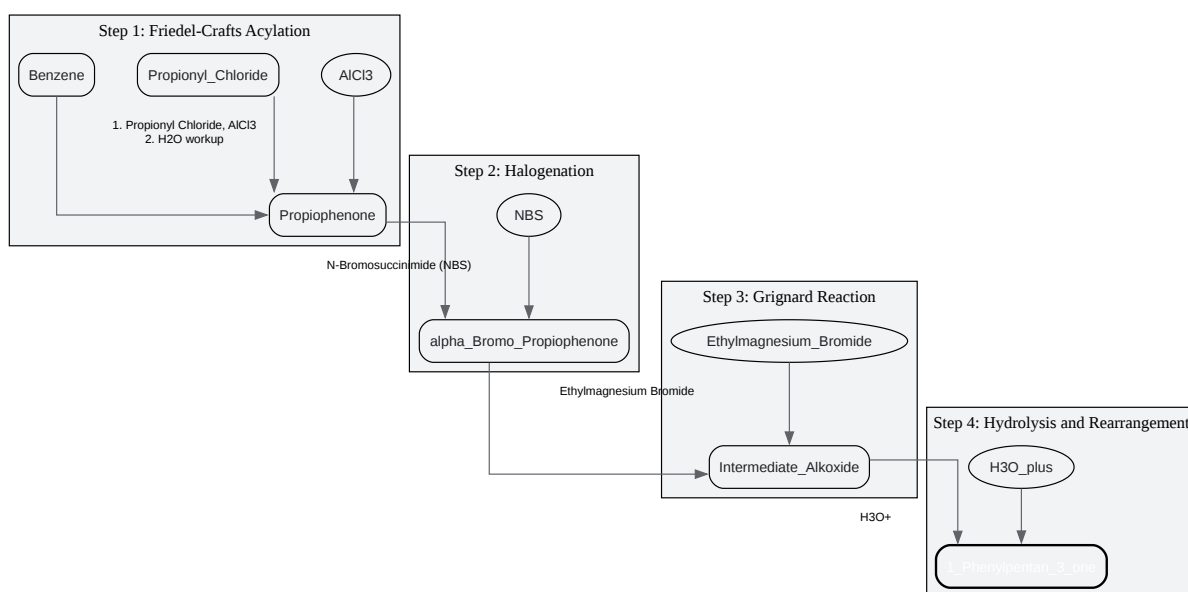 Step 1: Friedel-Crafts Acylation
Benzene
Propionyl_Chloride
AlCl3
1. Propionyl Chloride, AlCl3
2. H2O workup
Propiophenone
Step 2: Halogenation
NBS
N-Bromosuccinimide (NBS)
alpha_Bromo_Propiophenone
Step 3: Grignard Reaction
Ethylmagnesium_Bromide
Ethylmagnesium Bromide
Intermediate_Alkoxide
Step 4: Hydrolysis and Rearrangement
H3O_plus
H3O+
1_Phenylpentan_3_one